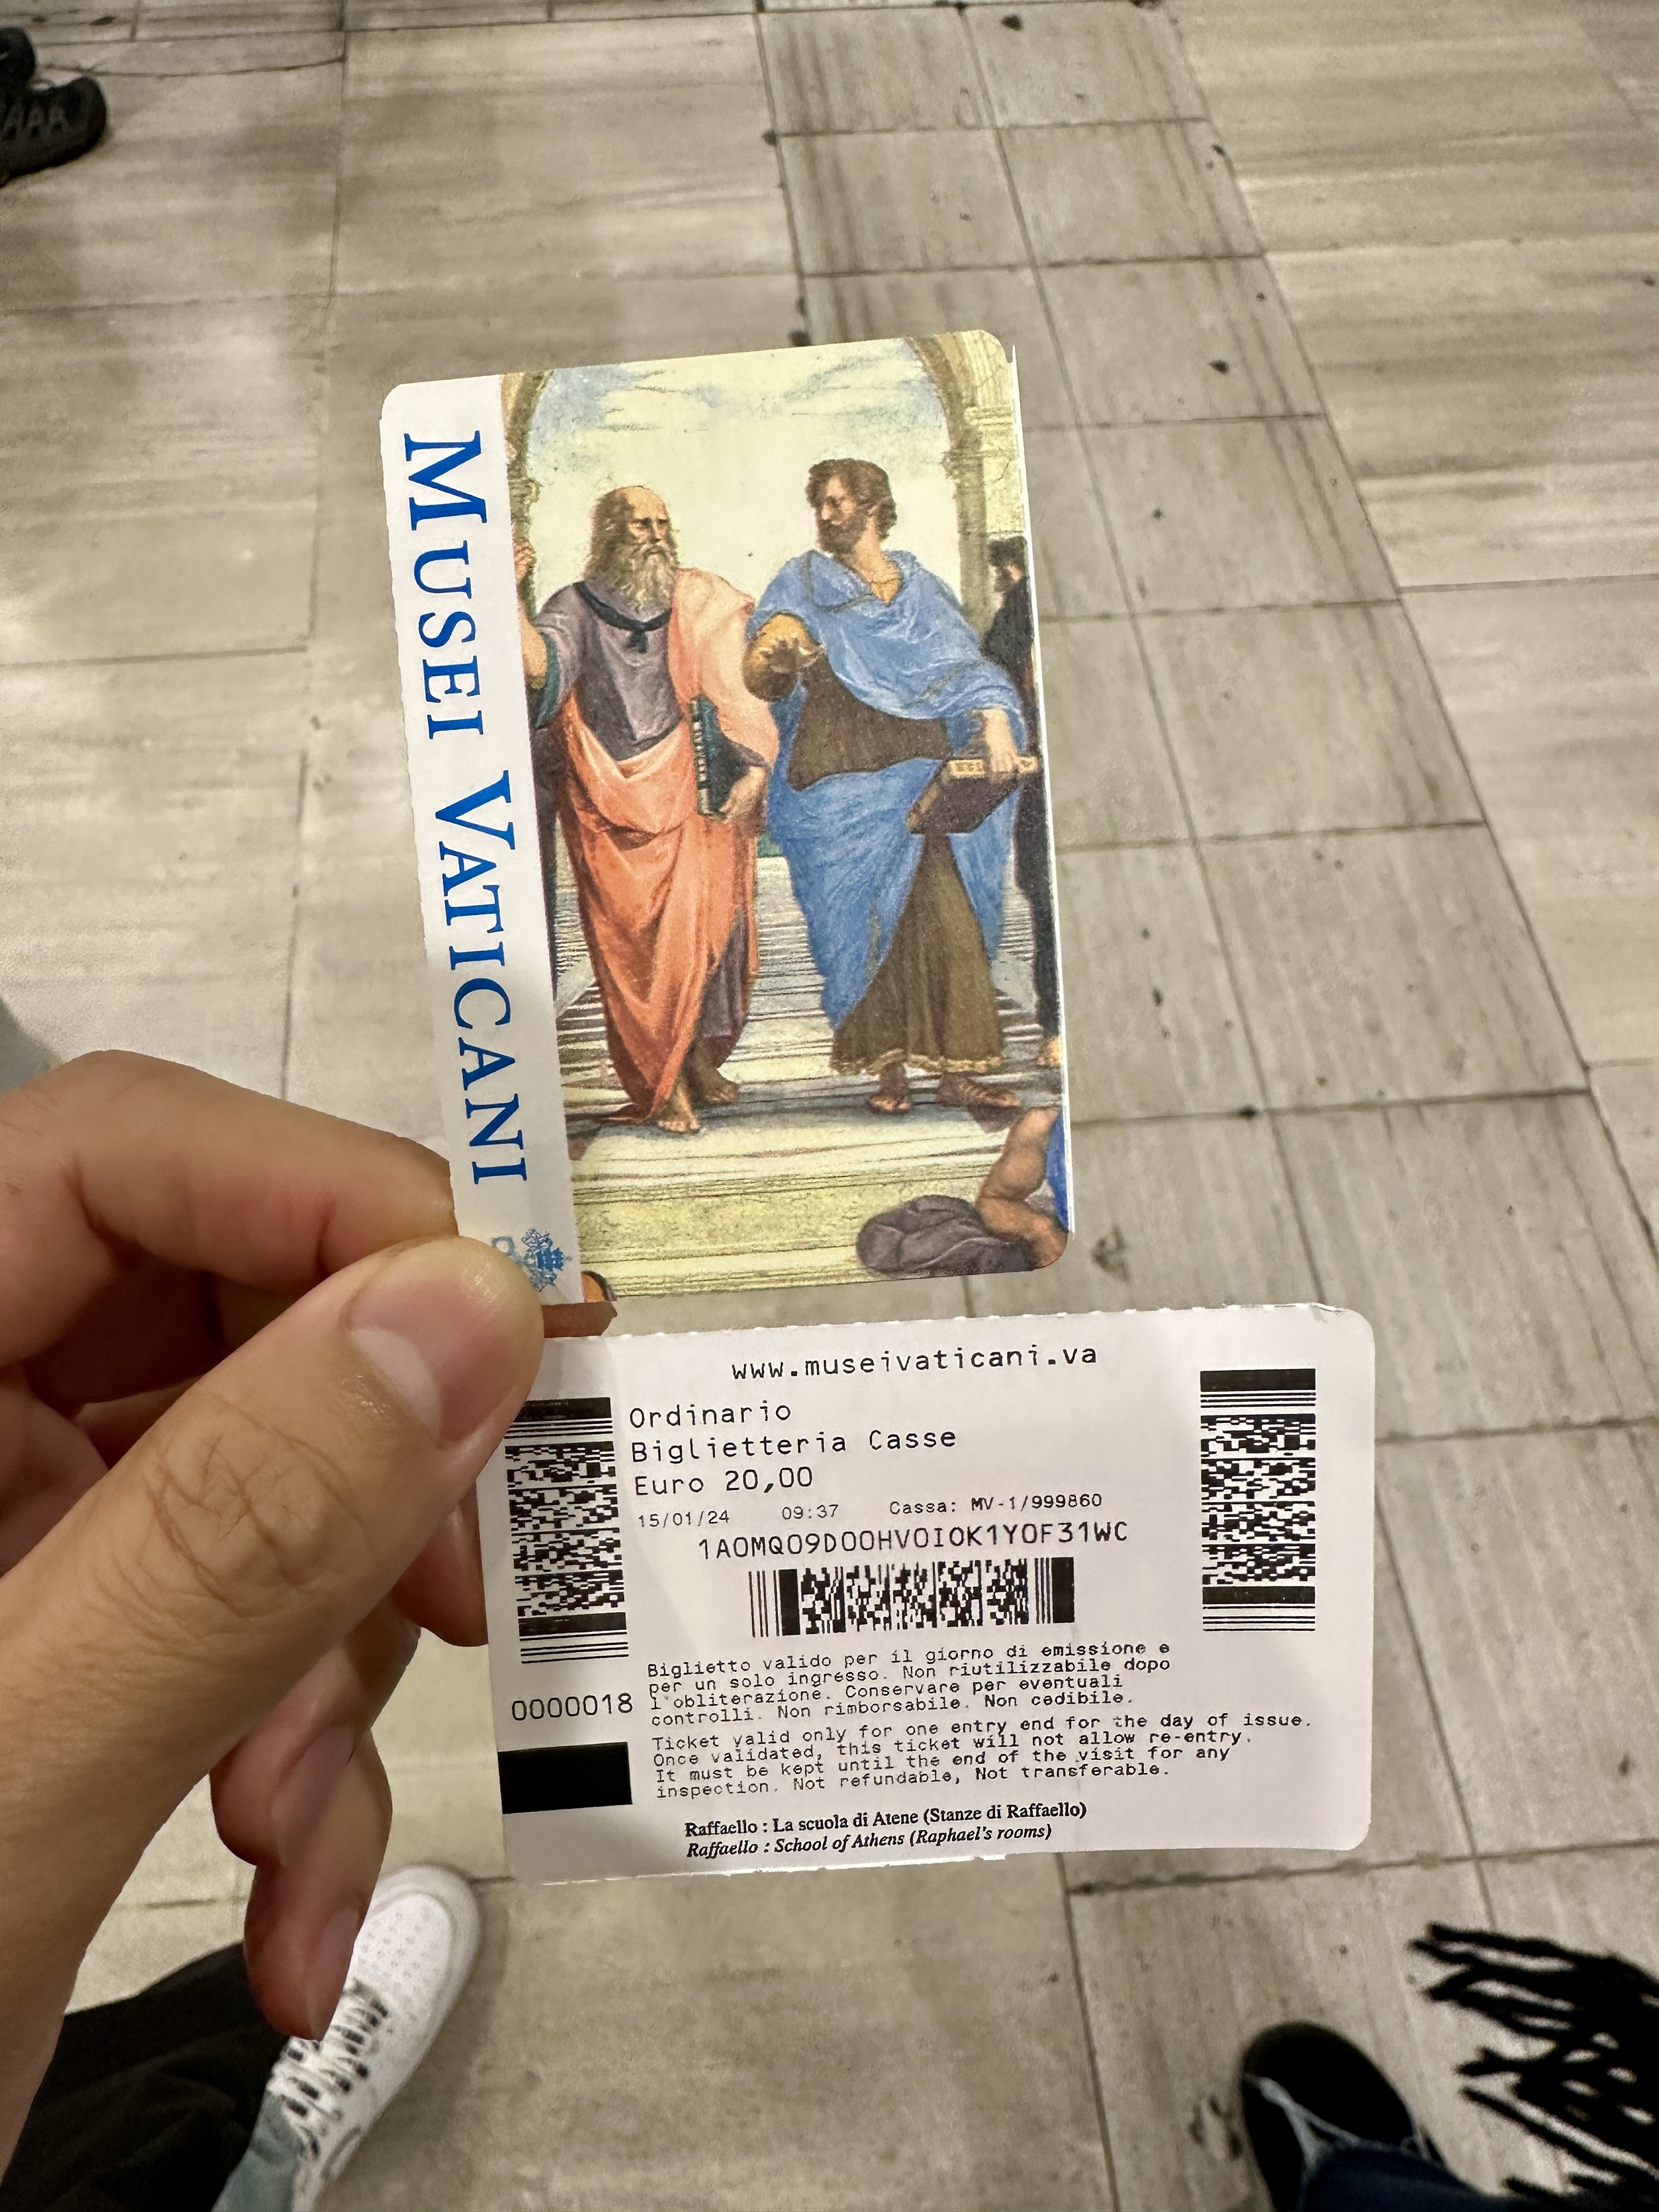 MUSEI VATICANI
www.museivaticani.va
Ordinario
Biglietteria Casse
Euro 20,00
15/01/24 09:37 Cassa: MV-1/999860
1A0MQ09D00HV0I0K1Y0F31WC
Biglietto valido per il giorno di emissione e
per un solo ingresso. Non riutilizzabile dopo
l'obliterazione. Conservare per eventuali
controlli. Non rimborsabile. Non cedibile.
0000018
Ticket valid only for one entry end for the day of issue.
Once validated, this ticket will not allow re-entry.
It must be kept until the end of the visit for any
inspection. Not refundable, Not transferable.
Raffaello : La scuola di Atene (Stanze di Raffaello)
Raffaello : School of Athens (Raphael's rooms)